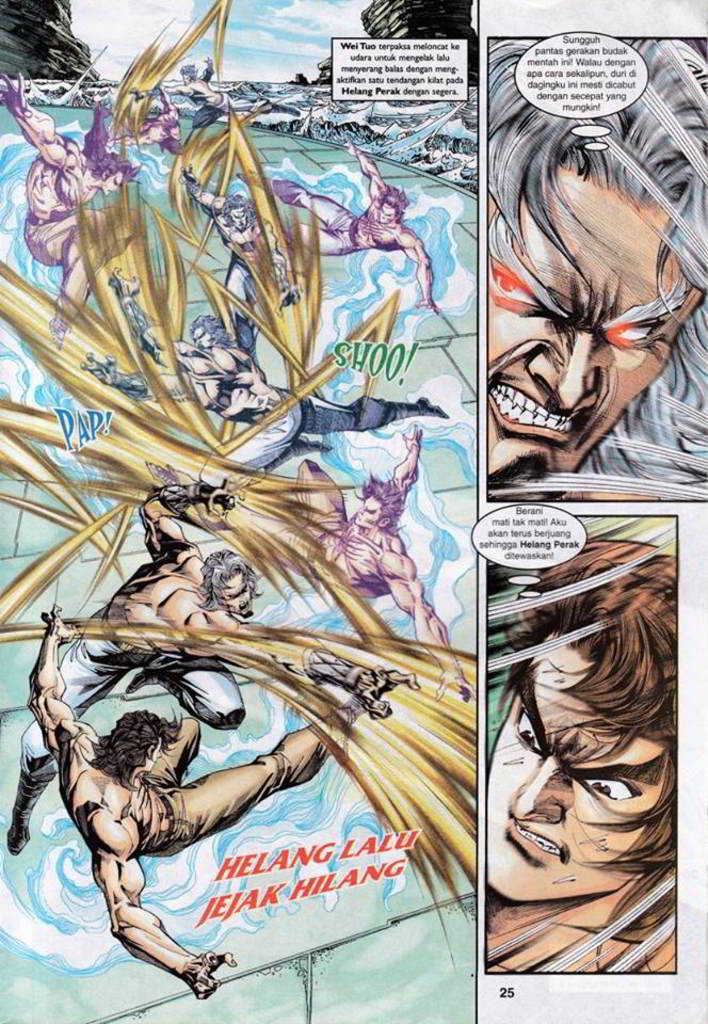 Wei Tuo terpaksa meloncat ke
udara untuk mengelak lalu
menyerang balas dengan meng-
aktifkan satu tendangan kilat pada
Helang Perak dengan segera.
Sungguh
pantas gerakan budak
mentah ini! Walau dengan
apa cara sekalipun, duri di
dagingku ini mesti dicabut
dengan secepat yang
mungkin!
SHOO!
PAP!
Berani
mati tak mati! Aku
akan terus berjuang
sehingga Helang Perak
ditewaskan!
HELANG LALU
JEJAK HILANG
25